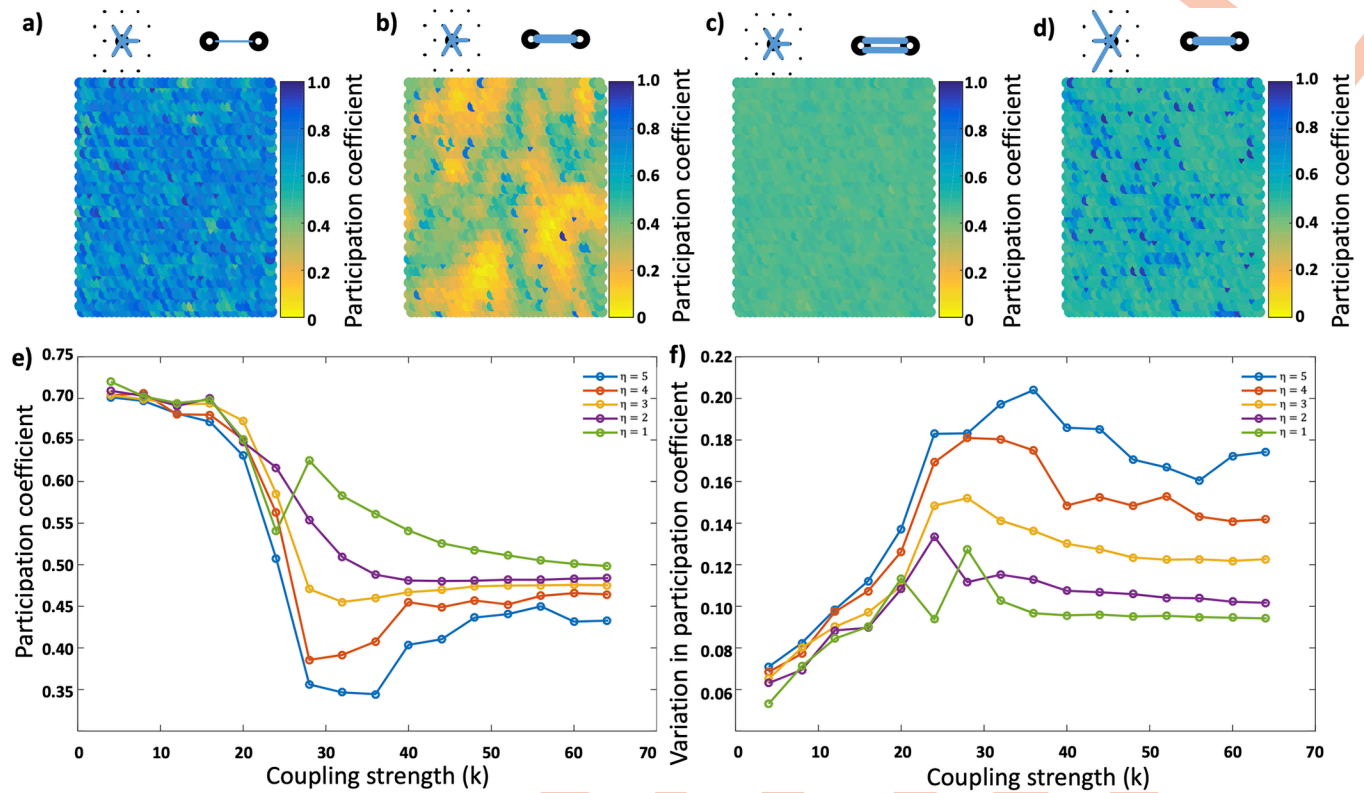 a)
b)
c)
d)
1.0
0.8
0.6
0.4
0.2
0
Participation coefficient
1.0
0.8
0.6
0.4
0.2
0
Participation coefficient
1.0
0.8
0.6
0.4
0.2
0
Participation coefficient
1.0
0.8
0.6
0.4
0.2
0
Participation coefficient
e)
0.75
0.70
0.65
0.60
0.55
0.50
0.45
0.40
0.35
Participation coefficient
η = 5
η = 4
η = 3
η = 2
η = 1
0 10 20 30 40 50 60 70
Coupling strength (k)
f)
0.22
0.20
0.18
0.16
0.14
0.12
0.10
0.08
0.06
Variation in participation coefficient
η = 5
η = 4
η = 3
η = 2
η = 1
0 10 20 30 40 50 60 70
Coupling strength (k)